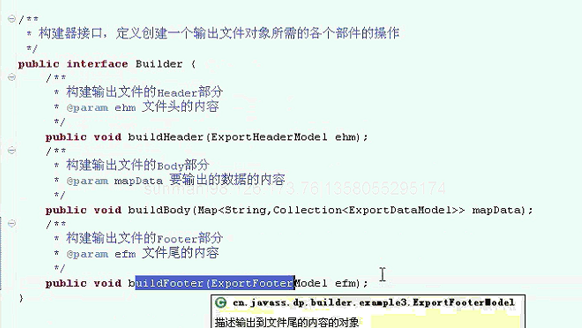 /**
 * 构建器接口，定义创建一个输出文件对象所需的各个部件的操作
 */
public interface Builder {
/**
 * 构建输出文件的Header部分
 * @param ehm 文件头的内容
 */
public void buildHeader(ExportHeaderModel ehm);
/**
 * 构建输出文件的Body部分
 * @param mapData 要输出的数据的内容
 */
public void buildBody(Map<String,Collection<ExportDataModel>> mapData);
/**
 * 构建输出文件的Footer部分
 * @param efm 文件尾的内容
 */
public void buildFooter(ExportFooterModel efm);
}
cn.javass.dp.builder.example3.ExportFooterModel
描述输出到文件尾的内容的对象